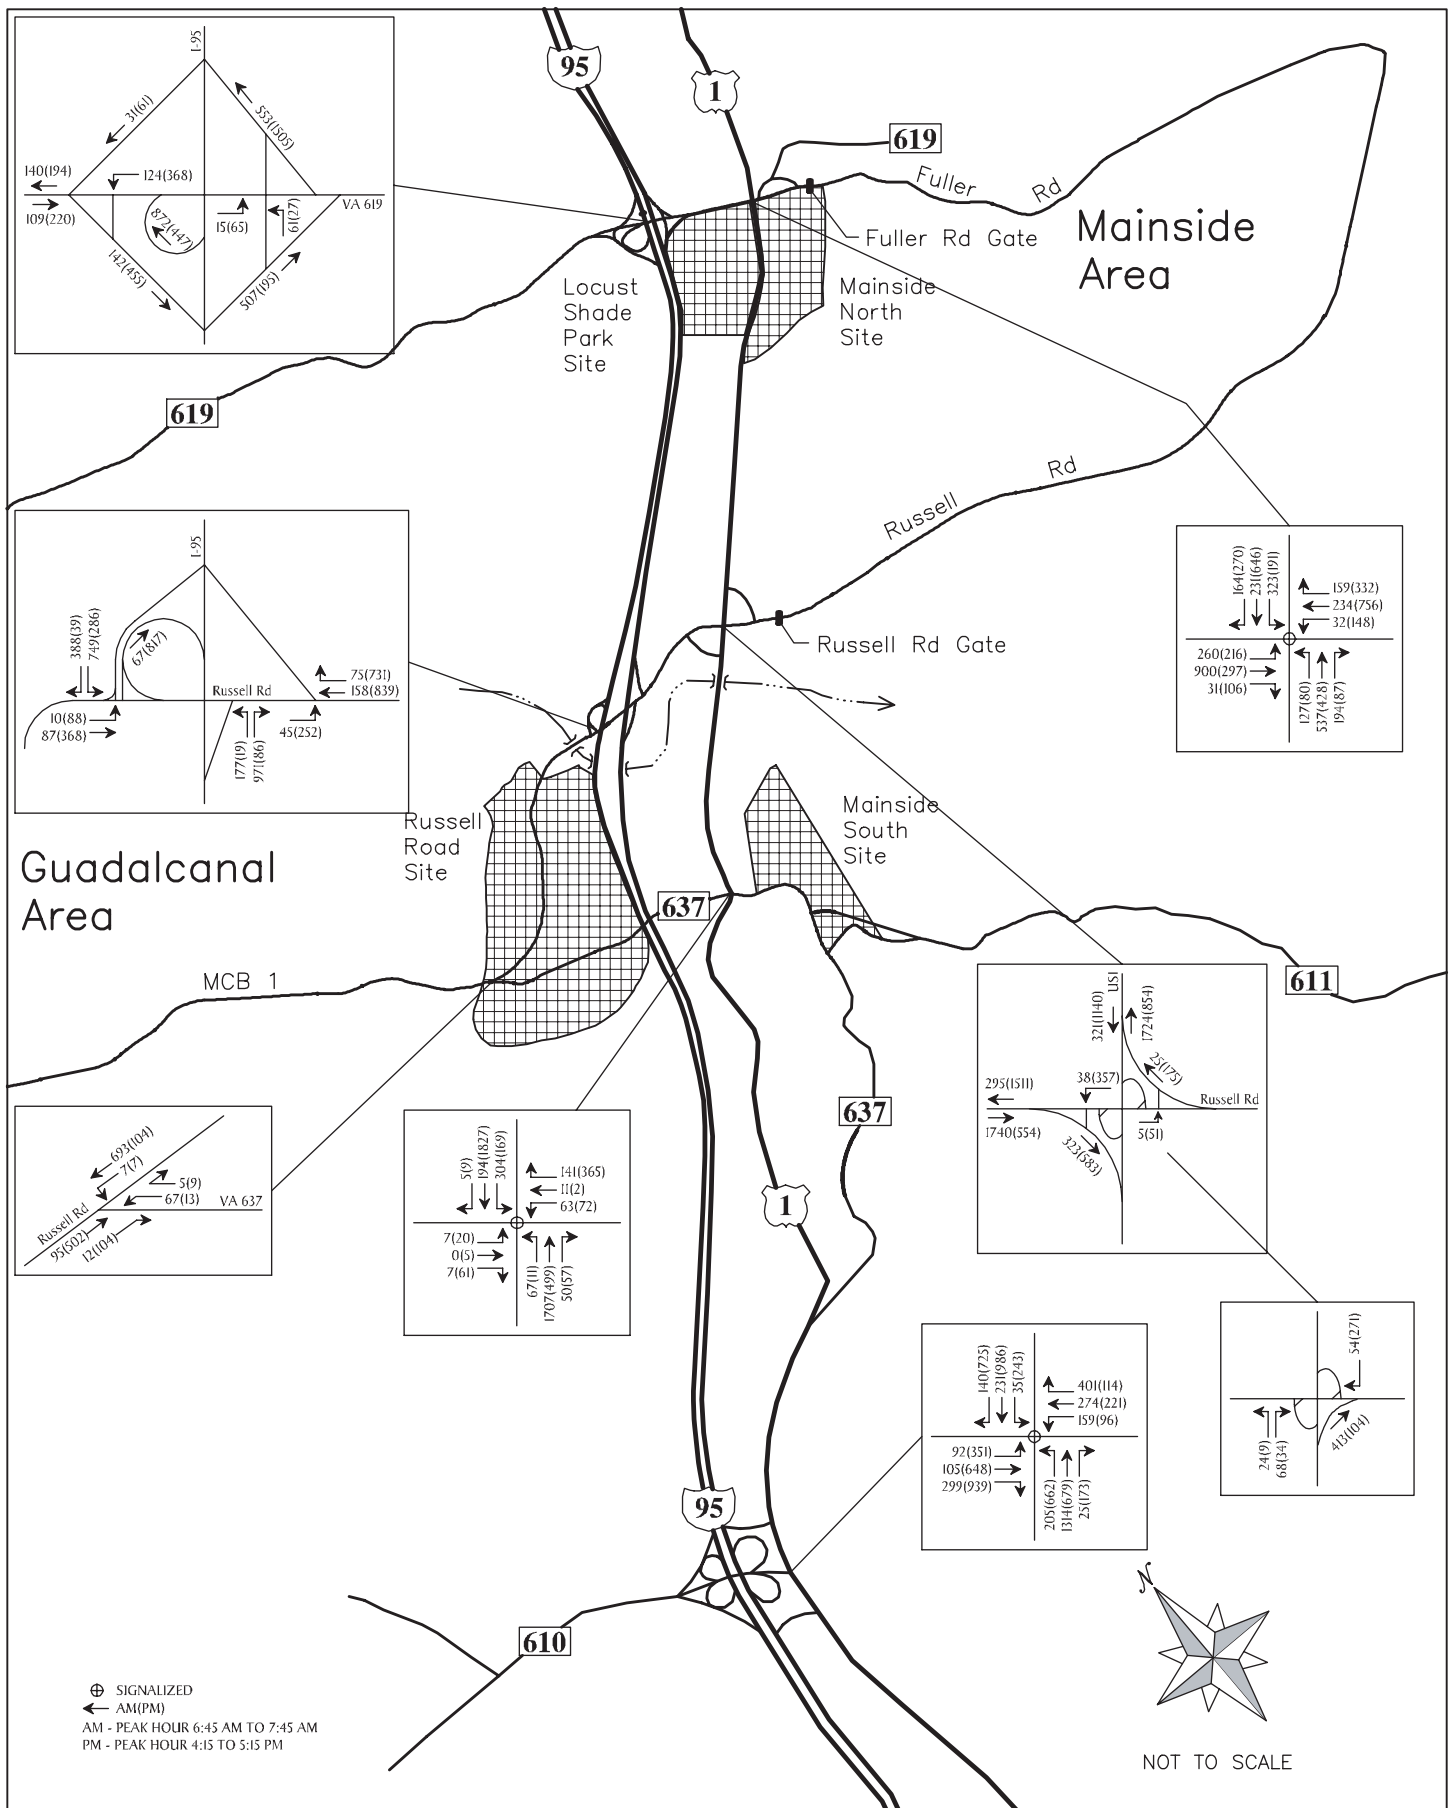 95
1
619
Fuller
Rd
Mainside
Area
Fuller Rd Gate
Locust
Shade
Park
Site
Mainside
North
Site
I-95
31(61)
553(1505)
140(194)
109(220)
124(368)
872(447)
15(65)
61(27)
VA 619
142(455)
507(195)
619
Rd
Russell
164(270)
231(646)
323(191)
159(332)
234(756)
32(148)
260(216)
900(297)
31(106)
127(80)
537(428)
194(87)
I-95
388(39)
749(286)
67(817)
Russell Rd
75(731)
158(839)
10(88)
87(368)
177(19)
971(86)
45(252)
Russell Rd Gate
Russell
Road
Site
Mainside
South
Site
Guadalcanal
Area
637
MCB 1
611
US1
321(1140)
1724(854)
25(175)
295(1511)
38(357)
Russell Rd
1740(554)
5(51)
323(583)
693(104)
7(7)
5(9)
67(13)
VA 637
Russell Rd
95(502)
12(104)
5(9)
194(1827)
304(169)
141(365)
11(2)
63(72)
7(20)
0(5)
7(61)
67(11)
1707(499)
50(57)
637
1
54(271)
24(9)
68(34)
413(104)
140(725)
231(986)
35(243)
401(114)
274(221)
159(96)
92(351)
105(648)
299(939)
205(662)
1314(679)
25(173)
95
610
N
SIGNALIZED
AM(PM)
AM - PEAK HOUR 6:45 AM TO 7:45 AM
PM - PEAK HOUR 4:15 TO 5:15 PM
NOT TO SCALE